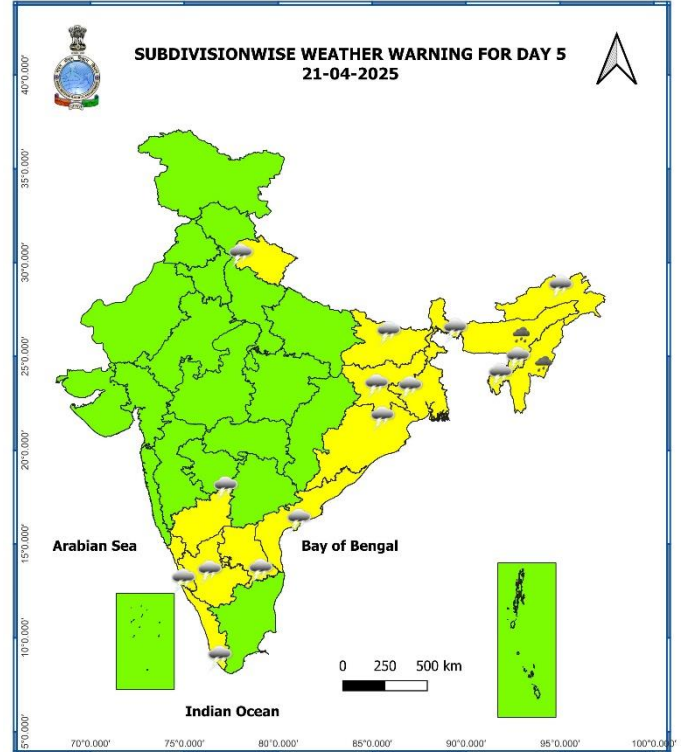 SUBDIVISIONWISE WEATHER WARNING FOR DAY 5
21-04-2025
40°0.000'
35°0.000'
30°0.000'
25°0.000'
20°0.000'
15°0.000'
10°0.000'
5°0.000'
Arabian Sea
Bay of Bengal
0 250 500 km
Indian Ocean
70°0.000' 75°0.000' 80°0.000' 85°0.000' 90°0.000' 95°0.000' 100°0.000'